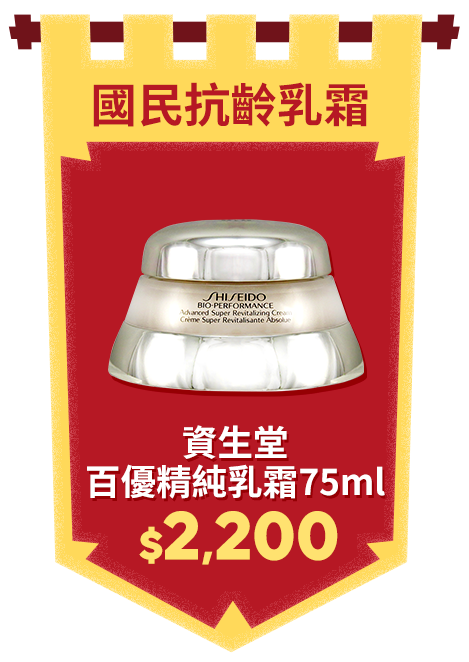 國民抗齡乳霜
SHISEIDO
BIO-PERFORMANCE
Advanced Super Revitalizing Cream
Crème Super Revitalisante Absolue
資生堂
百優精純乳霜75ml
$2,200